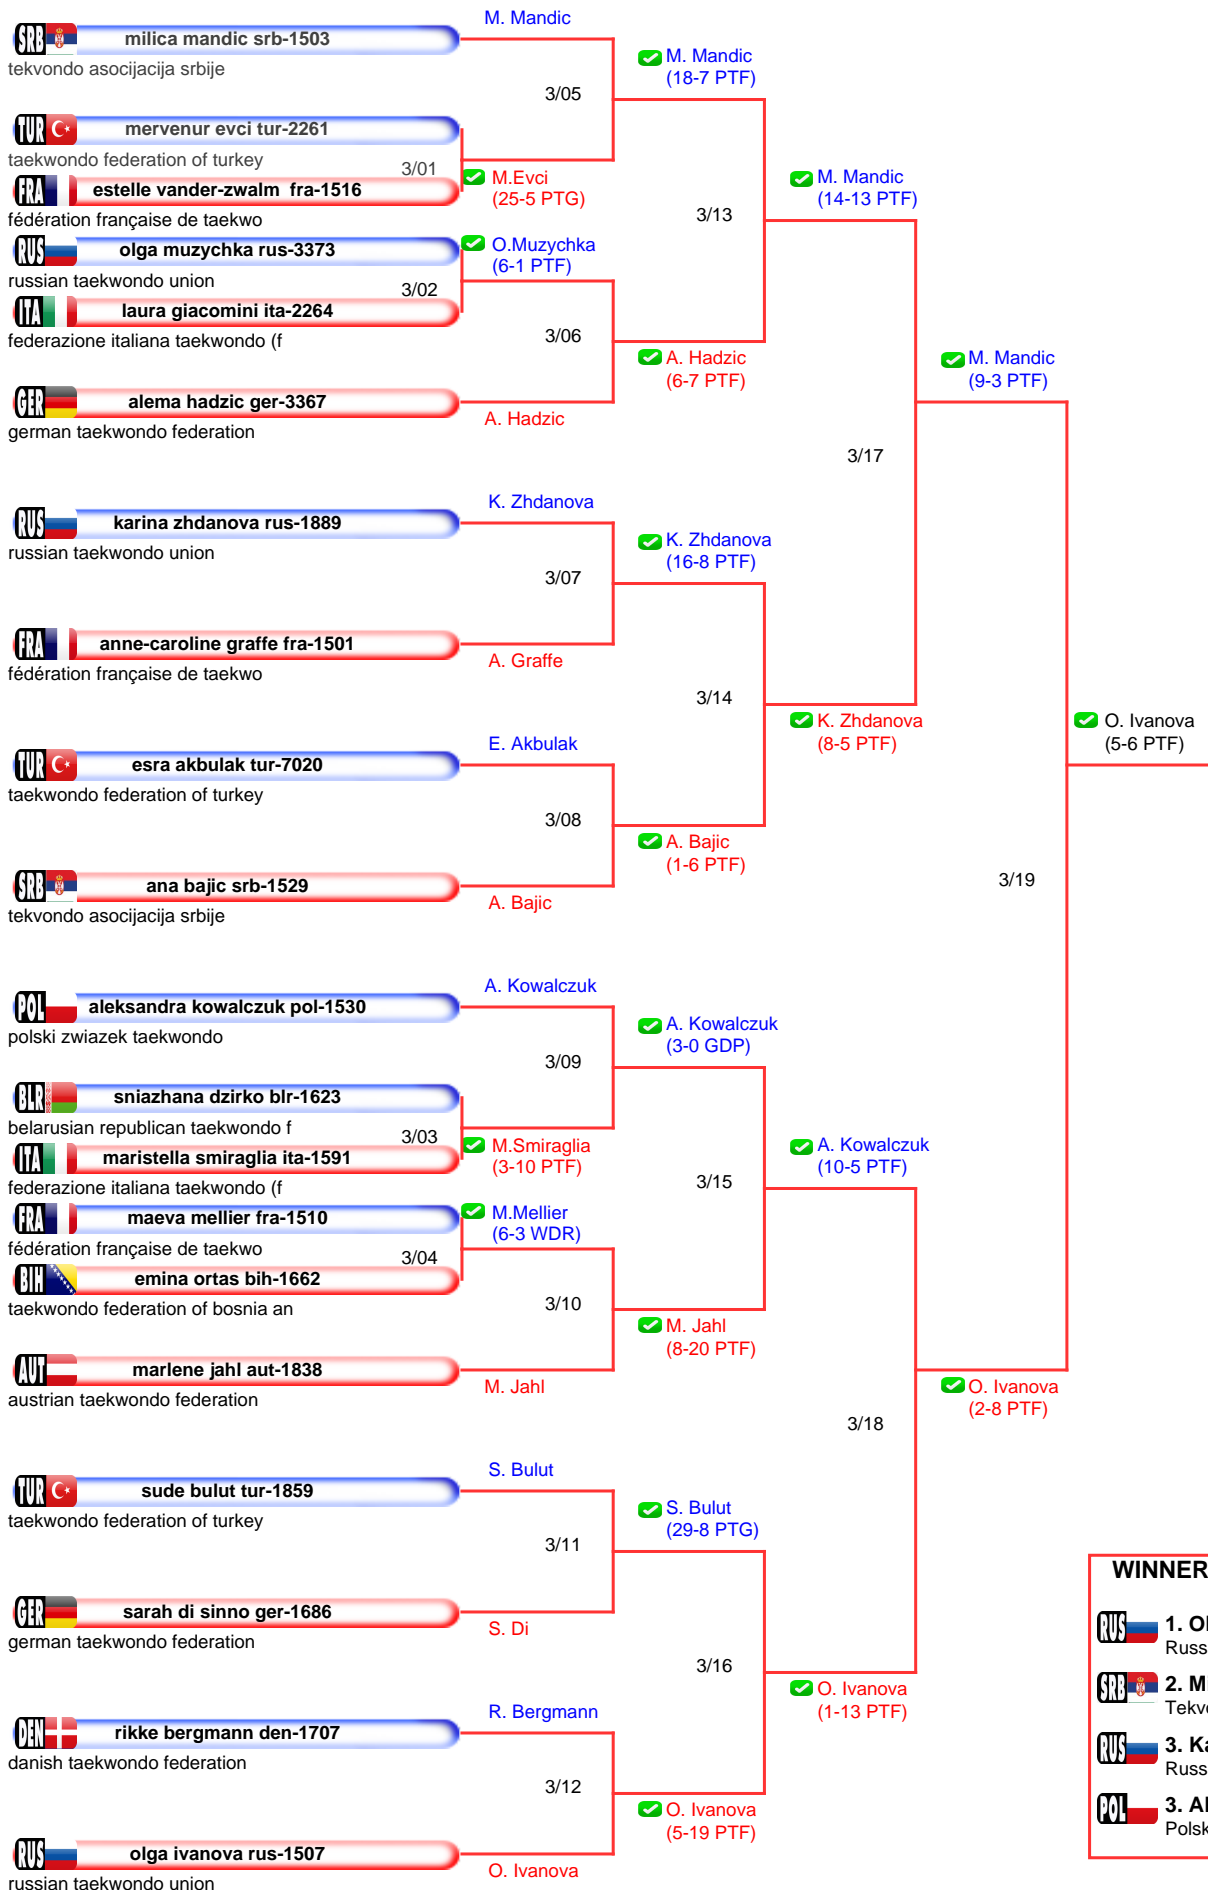 M. Mandic
SRB milica mandic srb-1503
tekvondo asocijacija srbije
M. Mandic
(18-7 PTF)
3/05
TUR mervenur evci tur-2261
taekwondo federation of turkey
3/01
FRA estelle vander-zwalm fra-1516
M.Evci
(25-5 PTG)
fédération française de taekwo
M. Mandic
(14-13 PTF)
3/13
RUS olga muzychka rus-3373
O.Muzychka
(6-1 PTF)
russian taekwondo union
3/02
ITA laura giacomini ita-2264
federazione italiana taekwondo (f
3/06
A. Hadzic
(6-7 PTF)
M. Mandic
(9-3 PTF)
GER alema hadzic ger-3367
A. Hadzic
german taekwondo federation
3/17
K. Zhdanova
RUS karina zhdanova rus-1889
russian taekwondo union
K. Zhdanova
(16-8 PTF)
3/07
FRA anne-caroline graffe fra-1501
A. Graffe
fédération française de taekwo
3/14
K. Zhdanova
(8-5 PTF)
O. Ivanova
(5-6 PTF)
E. Akbulak
TUR esra akbulak tur-7020
taekwondo federation of turkey
3/08
A. Bajic
(1-6 PTF)
3/19
SRB ana bajic srb-1529
A. Bajic
tekvondo asocijacija srbije
A. Kowalczuk
POL aleksandra kowalczuk pol-1530
polski zwiazek taekwondo
A. Kowalczuk
(3-0 GDP)
3/09
BLR sniazhana dzirko blr-1623
belarusian republican taekwondo f
3/03
ITA maristella smiraglia ita-1591
M.Smiraglia
(3-10 PTF)
federazione italiana taekwondo (f
A. Kowalczuk
(10-5 PTF)
3/15
FRA maeva mellier fra-1510
M.Mellier
(6-3 WDR)
fédération française de taekwo
3/04
BIH emina ortas bih-1662
taekwondo federation of bosnia an
3/10
M. Jahl
(8-20 PTF)
AUT marlene jahl aut-1838
M. Jahl
austrian taekwondo federation
O. Ivanova
(2-8 PTF)
3/18
S. Bulut
TUR sude bulut tur-1859
taekwondo federation of turkey
S. Bulut
(29-8 PTG)
3/11
GER sarah di sinno ger-1686
S. Di
german taekwondo federation
3/16
O. Ivanova
(1-13 PTF)
R. Bergmann
DEN rikke bergmann den-1707
danish taekwondo federation
3/12
O. Ivanova
(5-19 PTF)
RUS olga ivanova rus-1507
O. Ivanova
russian taekwondo union
WINNER
RUS 1. Ol
Russ
SRB 2. Mi
Tekvo
RUS 3. Ka
Russ
POL 3. Al
Polsk